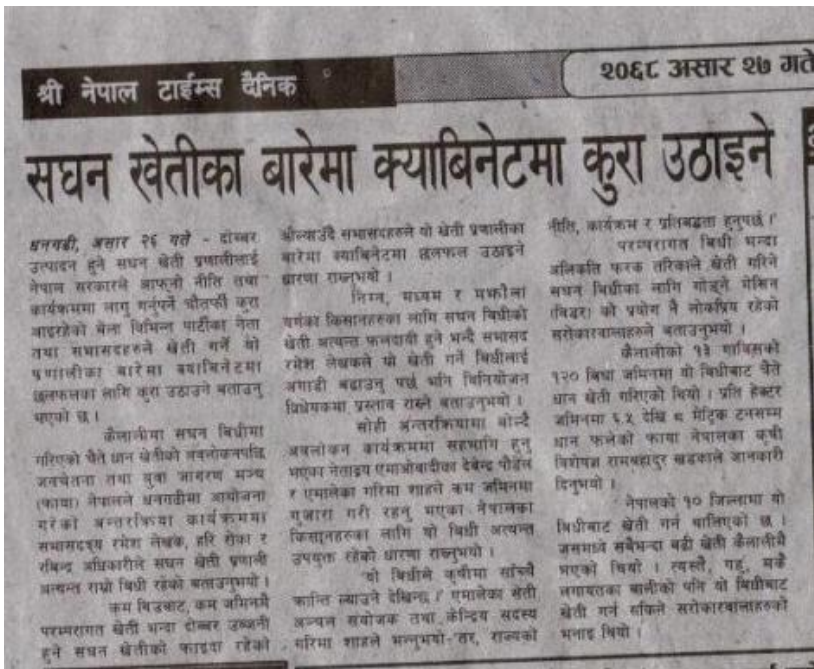 श्री नेपाल टाईम्स दैनिक
२०६८ असार २७ गते
सघन खेतीका बारेमा क्याबिनेटमा कुरा उठाइने
धनगढी, असार २६ गते - दोब्बर
उत्पादन हुने सघन खेती प्रणालीलाई
नेपाल सरकारले आफ्नो नीति तथा
कार्यक्रममा लागु गर्नुपर्ने चौतर्फी कुरा
आइरहेको बेला विभिन्न पार्टीका नेता
तथा सभासदहरुले खेती गर्ने यो
प्रणालीका बारेमा क्याबिनेटमा
छलफलका लागि कुरा उठाउने बताउनु
भएको छ ।
कैलालीमा सघन बिधीमा
गरिएको चैते धान खेतीको अवलोकनपछि
जनचेतना तथा युवा जागरण मञ्च
(फाया) नेपालले धनगढीमा आयोजना
गरेको अन्तरक्रिया कार्यक्रममा
सभासदद्वय रमेश लेखक, हरि रोका र
रबिन्द्र अधिकारीले सघन खेती प्रणाली
अत्यन्त राम्रो बिधी रहेको बताउनुभयो ।
कम बिउबाट, कम जमिनमै
परम्परागत खेती भन्दा दोब्बर उब्जनी
हुने सघन खेतीको फाइदा रहेको
औंल्याउँदै सभासदहरुले यो खेती प्रणालीका
बारेमा क्याबिनेटमा छलफल उठाइने
धारणा राख्नुभयो ।
निम्न, मध्यम र मझौला
वर्गका किसानहरुका लागि सघन बिधीको
खेती अत्यन्त फलदायी हुने भन्दै सभासद
रमेश लेखकले यो खेती गर्ने बिधीलाई
अगाडी बढाउनु पर्छ भनि बिनियोजन
बिधेयकमा प्रस्ताव राख्ने बताउनुभयो ।
सोही अन्तरक्रियामा बोल्दै
अवलोकन कार्यक्रममा सहभागि हुनु
भएका नेताद्वय एमाओबादीका देबेन्द्र पौडेल
र एमालेका गरिमा शाहले कम जमिनमा
गुजारा गरी रहनु भएका नेपालका
किसानहरुका लागि यो बिधी अत्यन्त
उपयुक्त रहेको धारणा राख्नुभयो ।
'यो बिधीले कृषीमा साँच्चै
क्रान्ति ल्याउने देखिन्छ ।' एमालेका सेती
अञ्चल संयोजक तथा केन्द्रिय सदस्य
गरिमा शाहले भन्नुभयो-'तर, राज्यको
नीति, कार्यक्रम र प्रतिबद्धता हुनुपर्छ ।'
परम्परागत बिधी भन्दा
अलिकति फरक तरिकाले खेती गरिने
सघन बिधीका लागि गोड्ने मेसिन
(बिडर) को प्रयोग नै लोकप्रिय रहेको
सरोकारवालाहरुले बताउनुभयो ।
कैलालीको १३ गाबिसको
१२० बिघा जमिनमा यो बिधीबाट चैते
धान खेती गरिएको थियो । प्रति हेक्टर
जमिनमा ६.५ देखि ८ मेट्रिक टनसम्म
धान फलेको फाया नेपालका कृषी
विशेषज्ञ रामबहादुर खडकाले जानकारी
दिनुभयो ।
नेपालको १० जिल्लामा यो
बिधीबाट खेती गर्न थालिएको छ ।
जसमध्ये सबैभन्दा बढी खेती कैलालीमै
भएको थियो । त्यस्तै, गहु, मकै
लगायतका बालीको पनि यो बिधीबाट
खेती गर्न सकिने सरोकारवालाहरुको
भनाइ थियो ।